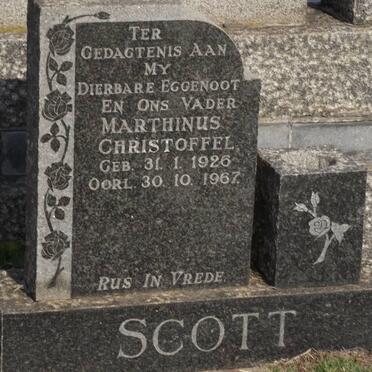 TER
GEDAGTENIS AAN
MY
DIERBARE EGGENOOT
EN ONS VADER
MARTHINUS
CHRISTOFFEL
GEB. 31. 1. 1926
OORL. 30. 10. 1967.
RUS IN VREDE.
SCOTT